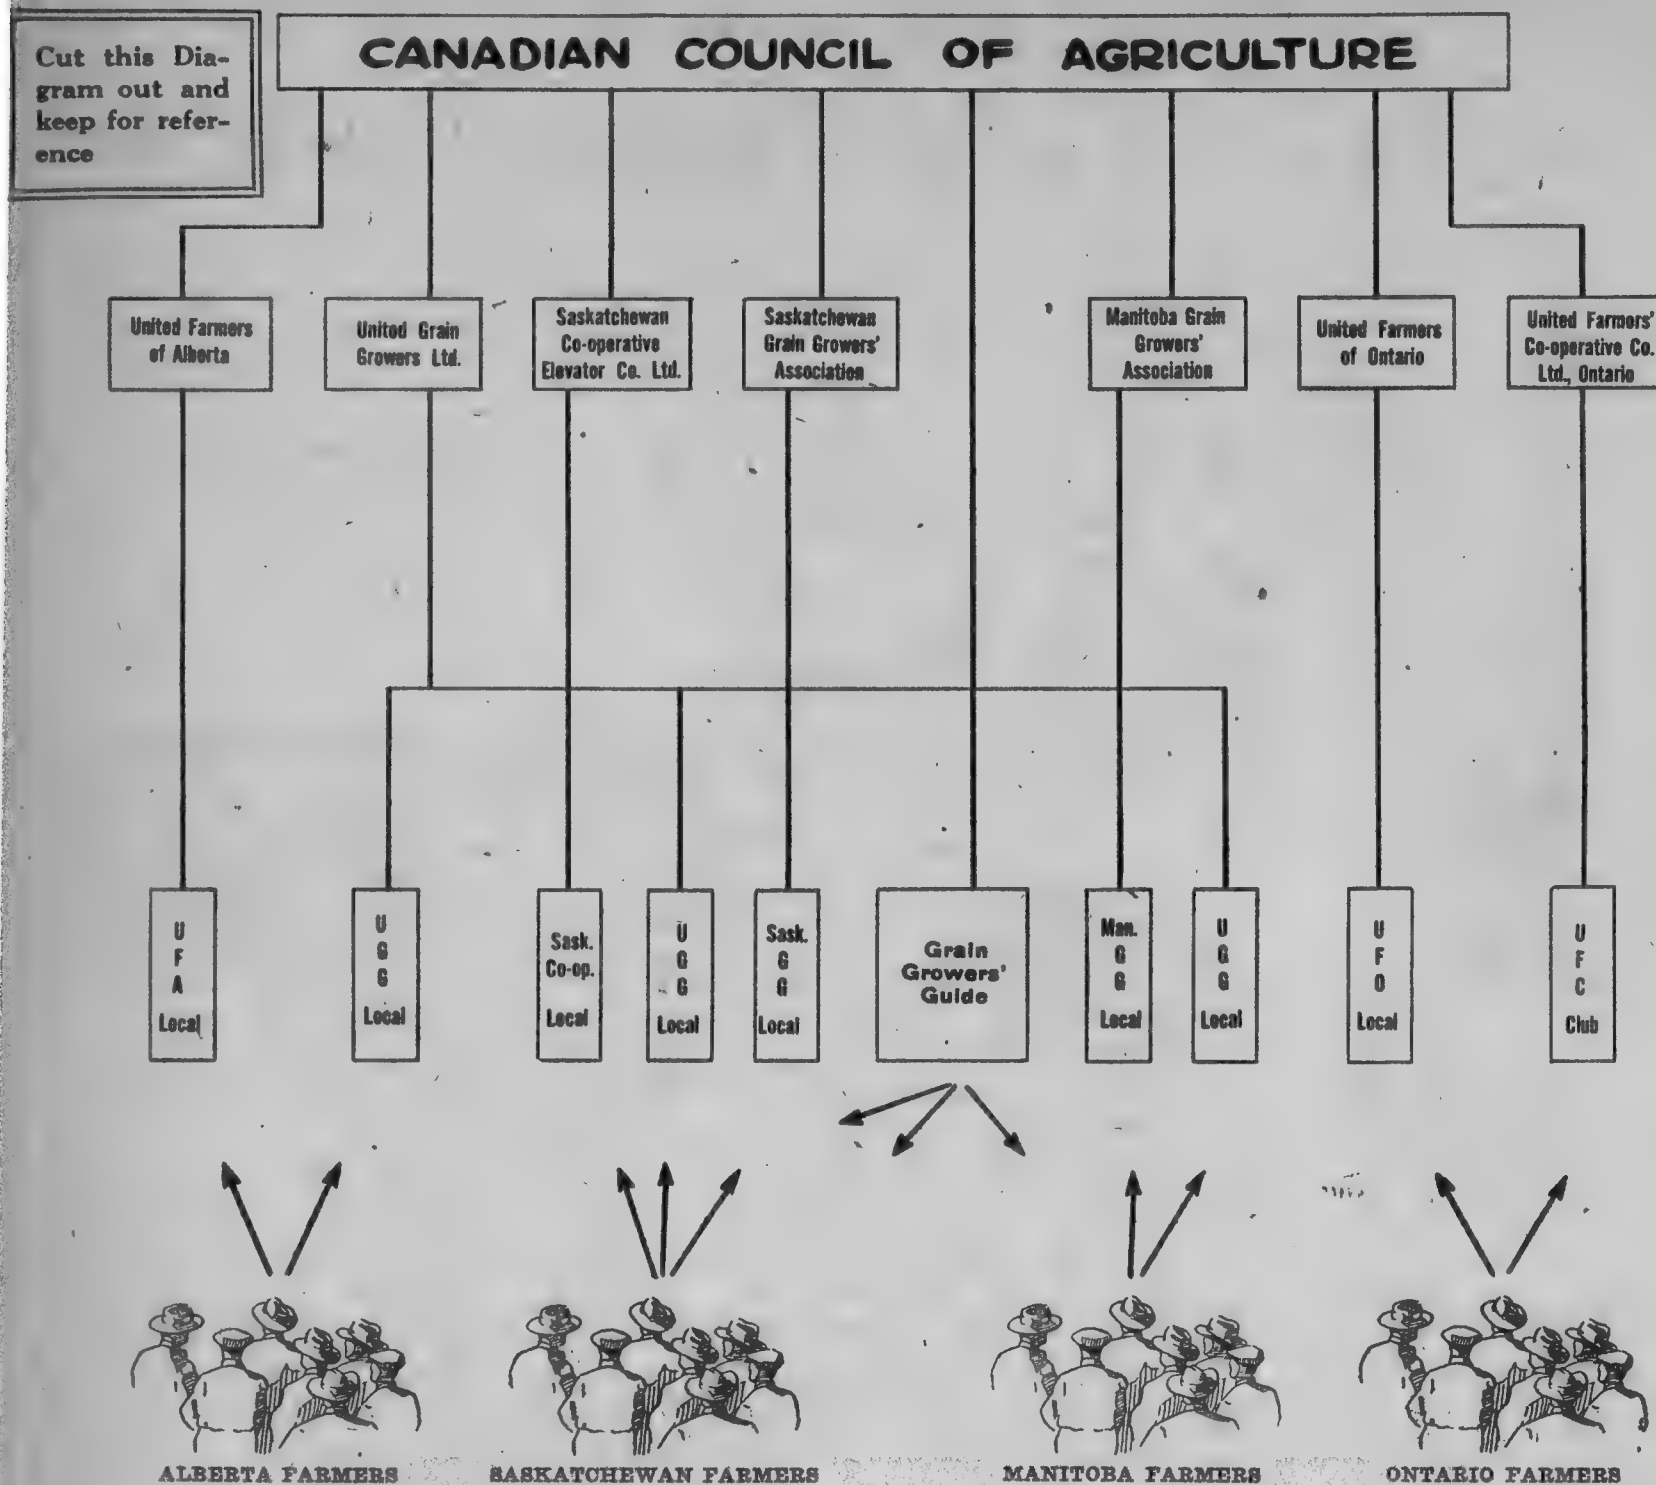 Cut this Dia-
gram out and
keep for refer-
ence
CANADIAN COUNCIL OF AGRICULTURE
United Farmers
of Alberta
United Grain
Growers Ltd.
Saskatchewan
Co-operative
Elevator Co. Ltd.
Saskatchewan
Grain Growers'
Association
Manitoba Grain
Growers'
Association
United Farmers
of Ontario
United Farmers'
Co-operative Co.
Ltd., Ontario
U
F
A
Local
U
G
G
Local
Sask.
Co-op.
Local
U
G
G
Local
Sask.
G
G
Local
Grain
Growers'
Guide
Man.
G
G
Local
U
G
G
Local
U
F
O
Local
U
F
C
Club
ALBERTA FARMERS
SASKATCHEWAN FARMERS
MANITOBA FARMERS
ONTARIO FARMERS